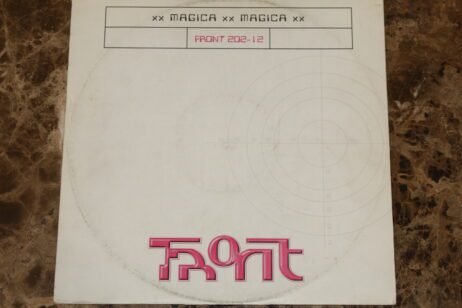 xx MAGICA xx MAGICA xx
FRONT 202-12
Front